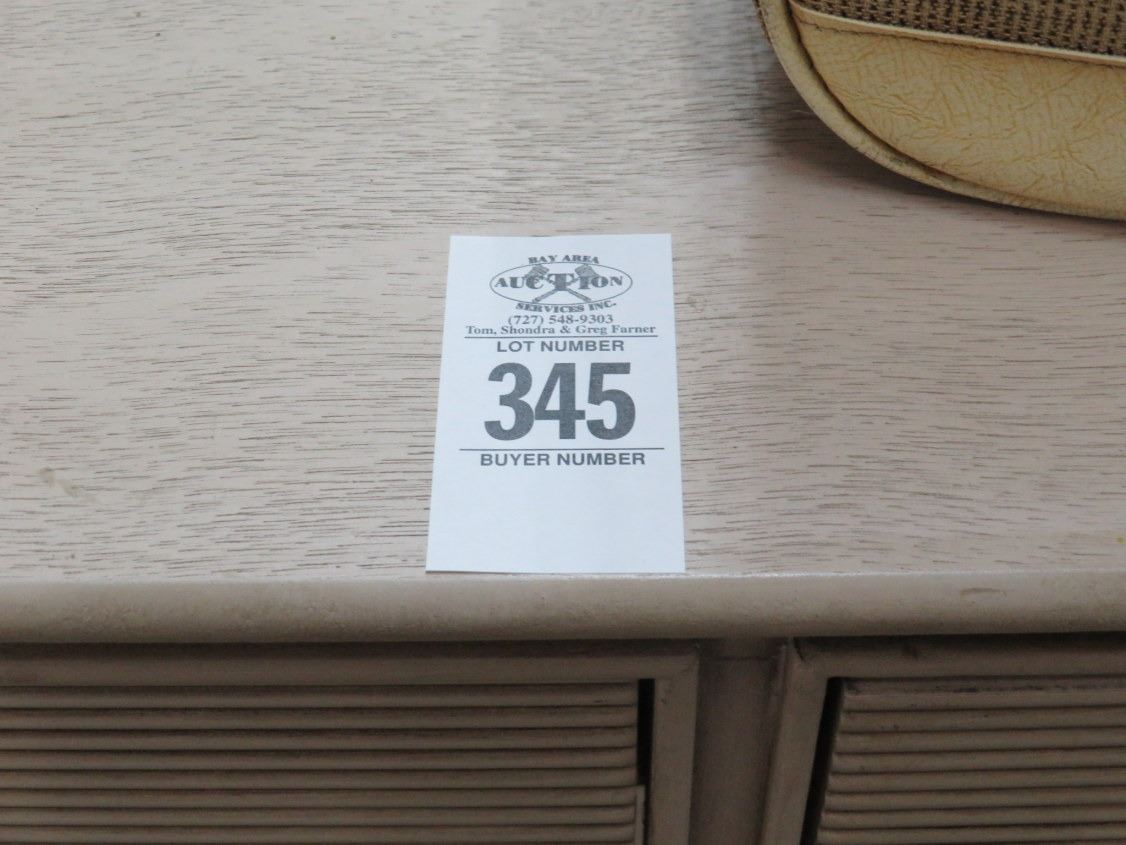 BAY AREA
AUCTION
SERVICES INC.
(727) 548-9303
Tom, Shondra & Greg Farner
LOT NUMBER
345
BUYER NUMBER